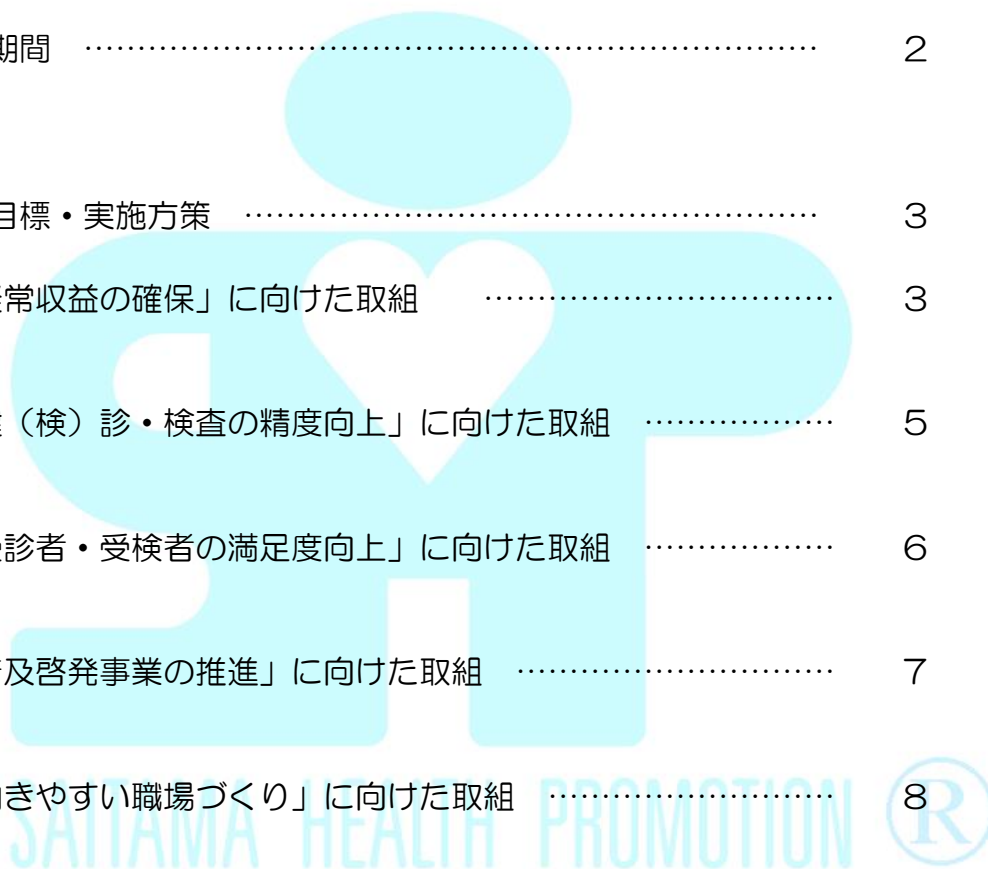 期間 …………………………………………………………… 2
目標・実施方策 ……………………………………………… 3
常収益の確保」に向けた取組 …………………………… 3
（検）診・検査の精度向上」に向けた取組 ……………… 5
診者・受検者の満足度向上」に向けた取組 ……………… 6
及啓発事業の推進」に向けた取組 ………………………… 7
きやすい職場づくり」に向けた取組 ……………………… 8
SAITAMA HEALTH PROMOTION ®